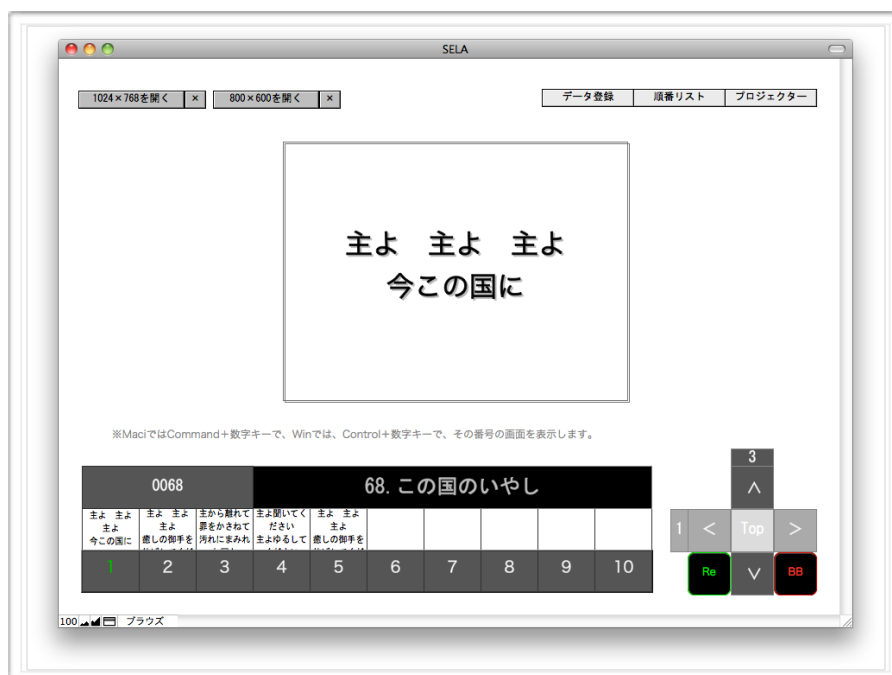 SELA
1024×768を開く × 800×600を開く ×
データ登録 順番リスト プロジェクター
主よ 主よ 主よ
今この国に
※MaciではCommand+数字キーで、Winでは、Control+数字キーで、その番号の画面を表示します。
3
0068 68. この国のいやし
主よ 主よ
主よ
今この国に
主よ 主よ
主よ
癒しの御手を
主から離れて
罪をかさねて
汚れにまみれ
主よ聞いてく
ださい
主よゆるして
主よ 主よ
主よ
癒しの御手を
1 2 3 4 5 6 7 8 9 10
1 < Top >
Re BB
100 ブラウズ